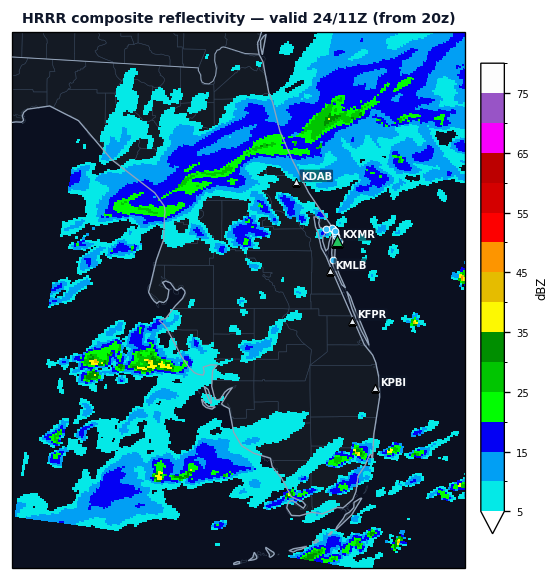 HRRR composite reflectivity — valid 24/11Z (from 20z)
KDAB
KXMR
KMLB
KFPR
KPBI
75
65
55
45
35
25
15
5
dBZ